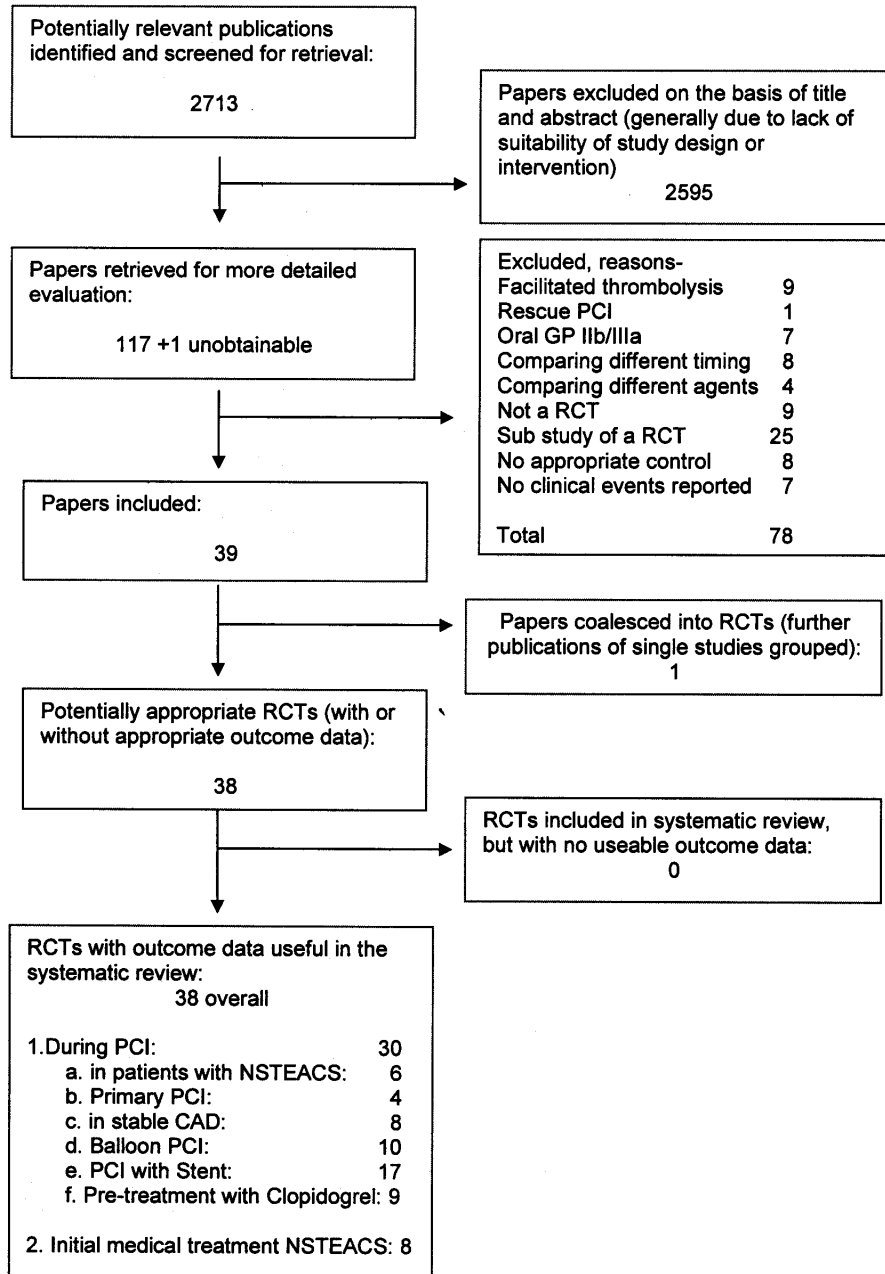 Potentially relevant publications
identified and screened for retrieval:
2713
Papers excluded on the basis of title
and abstract (generally due to lack of
suitability of study design or
intervention)
2595
Papers retrieved for more detailed
evaluation:
117 +1 unobtainable
Excluded, reasons-
Facilitated thrombolysis 9
Rescue PCI 1
Oral GP IIb/IIIa 7
Comparing different timing 8
Comparing different agents 4
Not a RCT 9
Sub study of a RCT 25
No appropriate control 8
No clinical events reported 7
Total 78
Papers included:
39
Papers coalesced into RCTs (further
publications of single studies grouped):
1
Potentially appropriate RCTs (with or
without appropriate outcome data):
38
RCTs included in systematic review,
but with no useable outcome data:
0
RCTs with outcome data useful in the
systematic review:
38 overall
1.During PCI: 30
a. in patients with NSTEACS: 6
b. Primary PCI: 4
c. in stable CAD: 8
d. Balloon PCI: 10
e. PCI with Stent: 17
f. Pre-treatment with Clopidogrel: 9
2. Initial medical treatment NSTEACS: 8